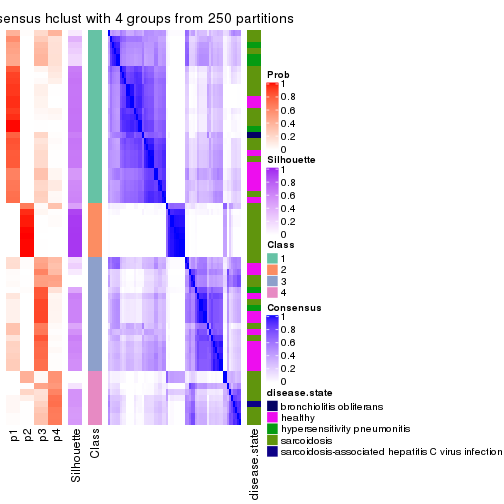 sensus hclust with 4 groups from 250 partitions
Prob
1
0.8
0.6
0.4
0.2
0
Silhouette
1
0.8
0.6
0.4
0.2
0
Class
1
2
3
4
Consensus
1
0.8
0.6
0.4
0.2
0
disease.state
bronchiolitis obliterans
healthy
hypersensitivity pneumonitis
sarcoidosis
sarcoidosis-associated hepatitis C virus infection
p1
p2
p3
p4
Silhouette
Class
disease.state